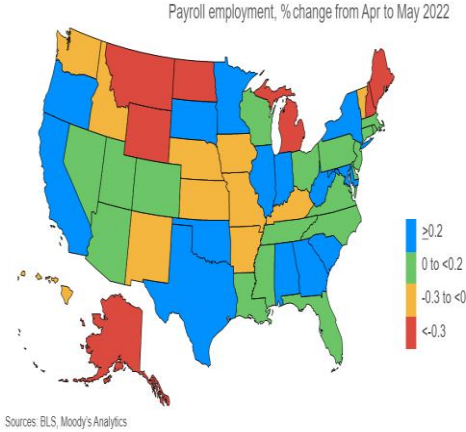 Payroll employment, % change from Apr to May 2022
≥0.2
0 to <0.2
-0.3 to <0
<-0.3
Sources: BLS, Moody's Analytics